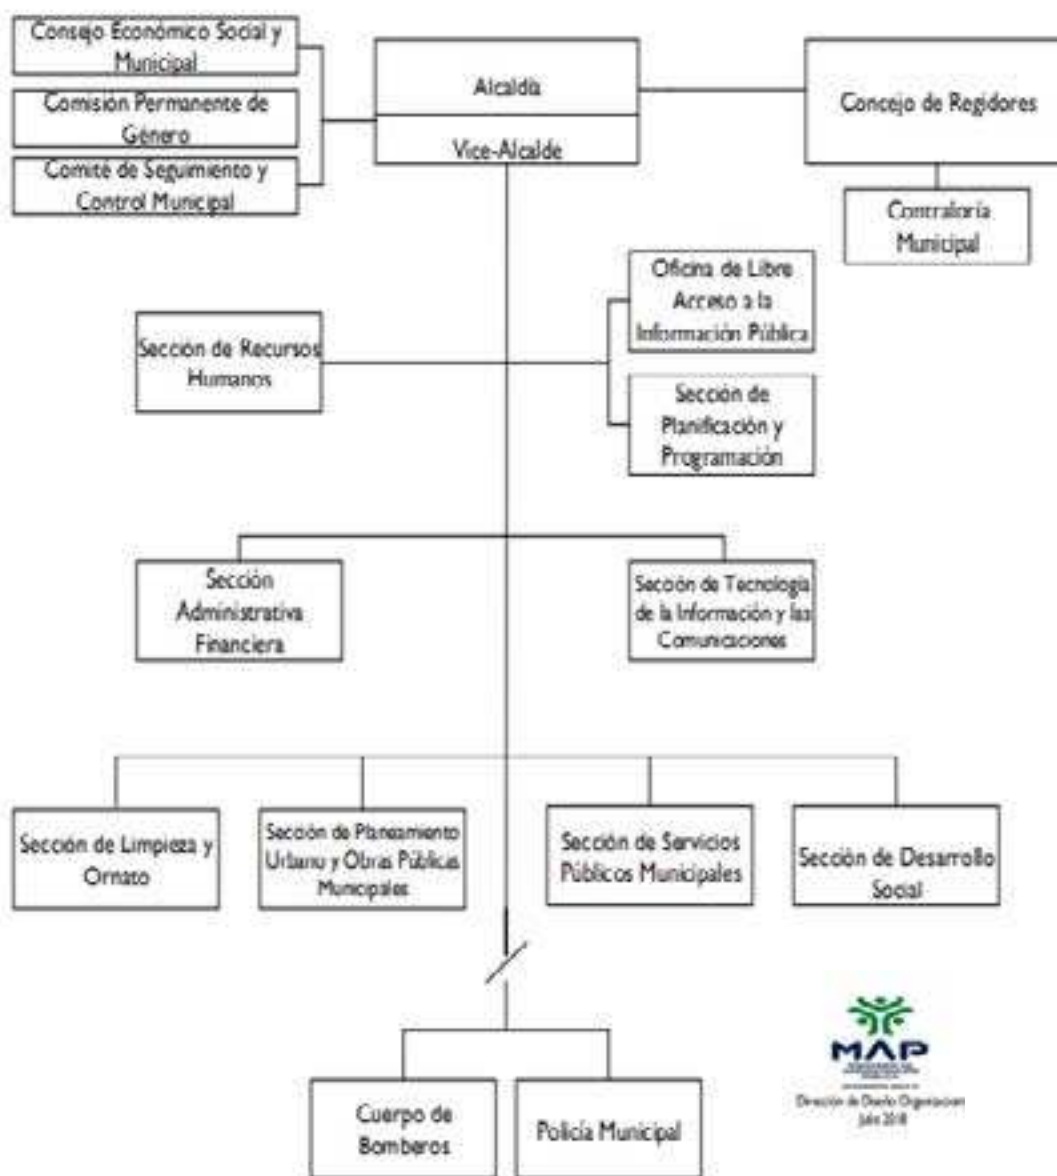 Consejo Económico Social y
Municipal
Comisión Permanente de
Género
Comité de Seguimiento y
Control Municipal
Alcaldía
Vice-Alcalde
Concejo de Regidores
Contraloría
Municipal
Oficina de Libre
Acceso a la
Información Pública
Sección de Recursos
Humanos
Sección de
Planificación y
Programación
Sección
Administrativa
Financiera
Sección de Tecnología
de la Información y las
Comunicaciones
Sección de Limpieza y
Ornato
Sección de Planeamiento
Urbano y Obras Públicas
Municipales
Sección de Servicios
Públicos Municipales
Sección de Desarrollo
Social
Cuerpo de
Bomberos
Policía Municipal
MAP
Dirección de Diseño
Julio 2018